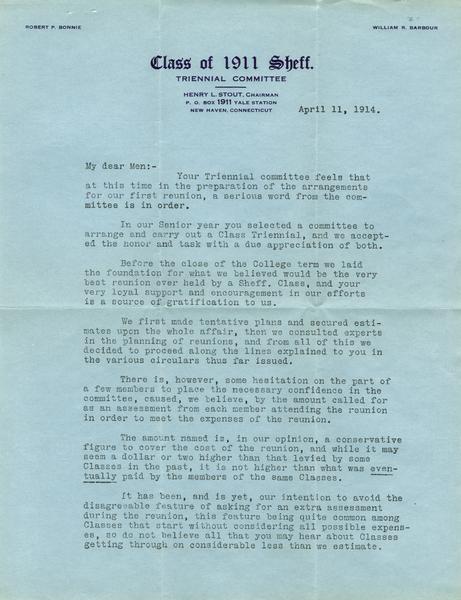 ROBERT P. BONNIE
WILLIAM R. BARBOUR
Class of 1911 Sheff.
TRIENNIAL COMMITTEE
HENRY L. STOUT, CHAIRMAN
P. O. BOX 1911 YALE STATION
NEW HAVEN, CONNECTICUT
April 11, 1914.
My dear Men:-
Your Triennial committee feels that
at this time in the preparation of the arrangements
for our first reunion, a serious word from the com-
mittee is in order.
In our Senior year you selected a committee to
arrange and carry out a Class Triennial, and we accept-
ed the honor and task with a due appreciation of both.
Before the close of the College term we laid
the foundation for what we believed would be the very
best reunion ever held by a Sheff. Class, and your
very loyal support and encouragement in our efforts
is a source of gratification to us.
We first made tentative plans and secured esti-
mates upon the whole affair, then we consulted experts
in the planning of reunions, and from all of this we
decided to proceed along the lines explained to you in
the various circulars thus far issued.
There is, however, some hesitation on the part of
a few members to place the necessary confidence in the
committee, caused, we believe, by the amount called for
as an assessment from each member attending the reunion
in order to meet the expenses of the reunion.
The amount named is, in our opinion, a conservative
figure to cover the cost of the reunion, and while it may
seem a dollar or two higher than that levied by some
Classes in the past, it is not higher than what was even-
tually paid by the members of the same Classes.
It has been, and is yet, our intention to avoid the
disagreeable feature of asking for an extra assessment
during the reunion, this feature being quite common among
Classes that start without considering all possible expens-
es, so do not believe all that you may hear about Classes
getting through on considerable less than we estimate.